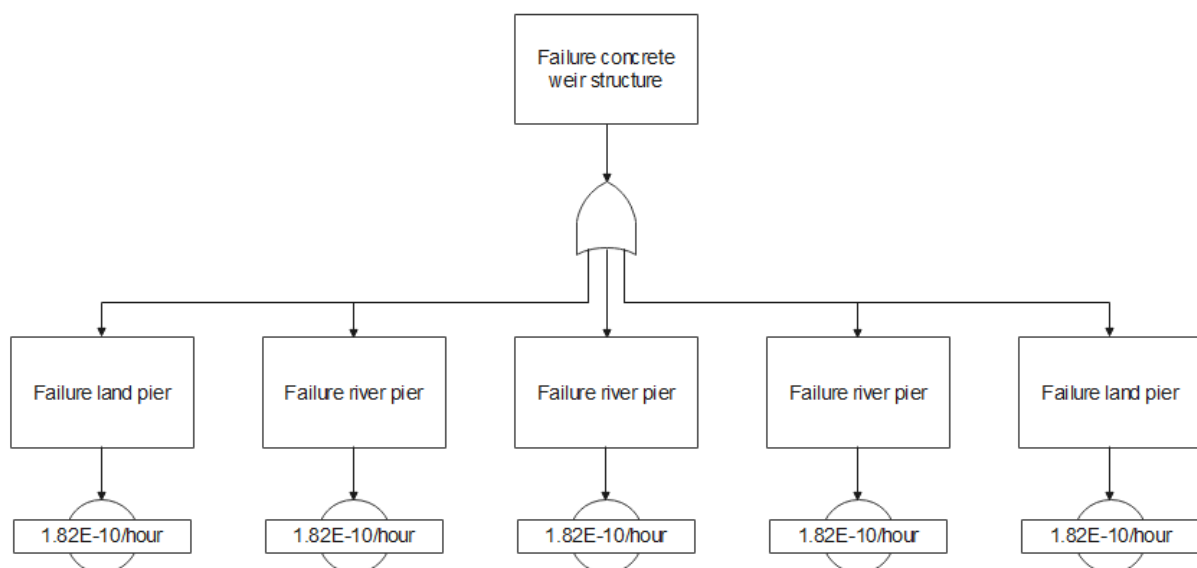 Failure concrete
weir structure
Failure land pier
Failure river pier
Failure river pier
Failure river pier
Failure land pier
1.82E-10/hour
1.82E-10/hour
1.82E-10/hour
1.82E-10/hour
1.82E-10/hour